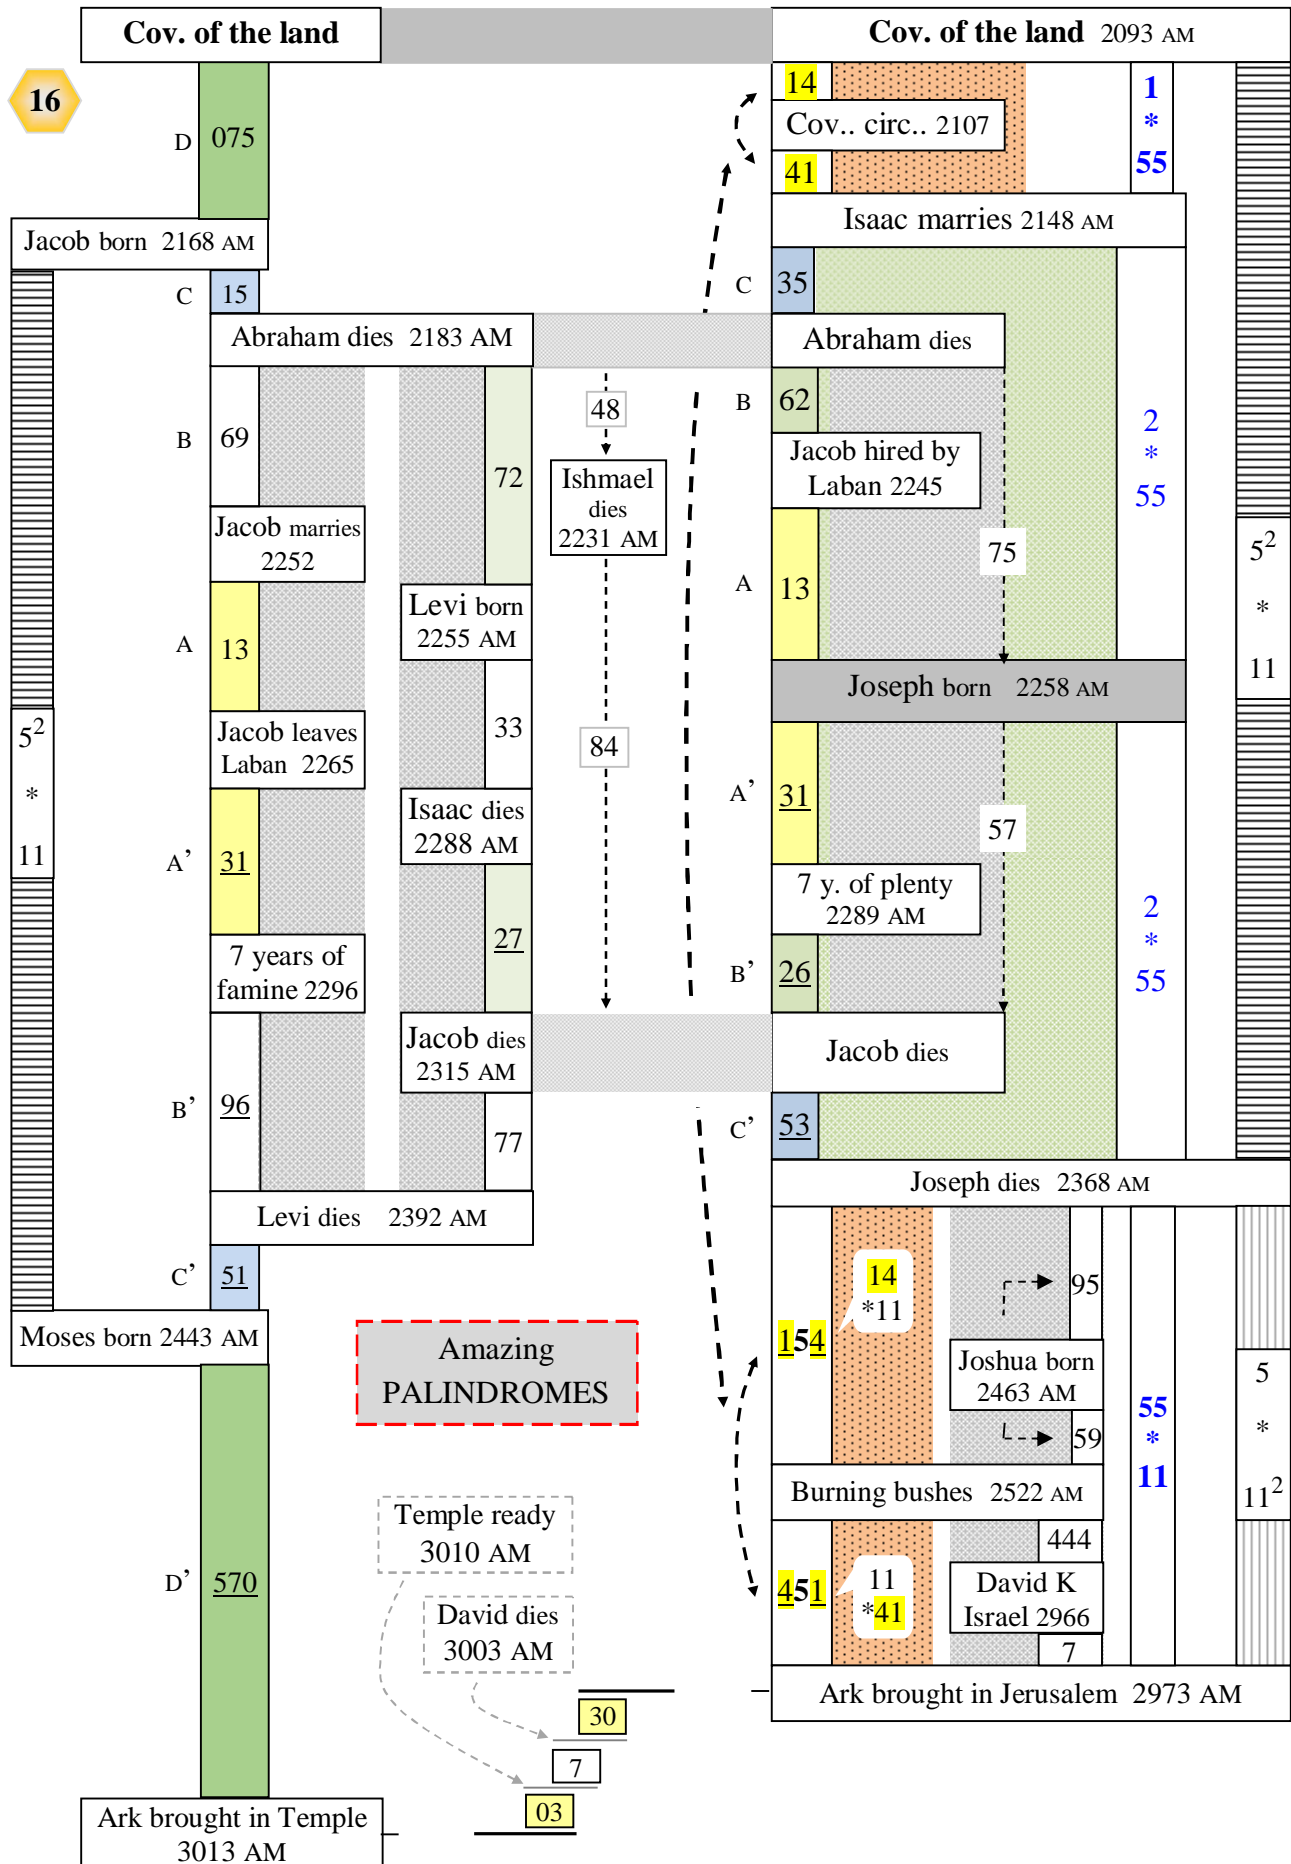 Cov. of the land
Cov. of the land 2093 AM
16
D
075
14
Cov.. circ.. 2107
41
1
*
55
Jacob born 2168 AM
Isaac marries 2148 AM
C
15
C
35
Abraham dies 2183 AM
Abraham dies
B
69
72
48
Ishmael
dies
2231 AM
B
62
Jacob hired by
Laban 2245
2
*
55
75
Jacob marries
2252
A
13
Levi born
2255 AM
A
13
5²
*
11
Joseph born 2258 AM
5²
*
11
Jacob leaves
Laban 2265
33
84
A’
31
57
Isaac dies
2288 AM
A’
31
7 y. of plenty
2289 AM
2
*
55
7 years of
famine 2296
27
B’
26
Jacob dies
2315 AM
Jacob dies
B’
96
77
C’
53
Joseph dies 2368 AM
Levi dies 2392 AM
C’
51
Moses born 2443 AM
14
*11
95
154
Joshua born
2463 AM
59
Amazing
PALINDROMES
55
*
11
5
*
11²
Burning bushes 2522 AM
Temple ready
3010 AM
444
D’
570
451
11
*41
David K
Israel 2966
7
David dies
3003 AM
Ark brought in Jerusalem 2973 AM
30
7
03
Ark brought in Temple
3013 AM